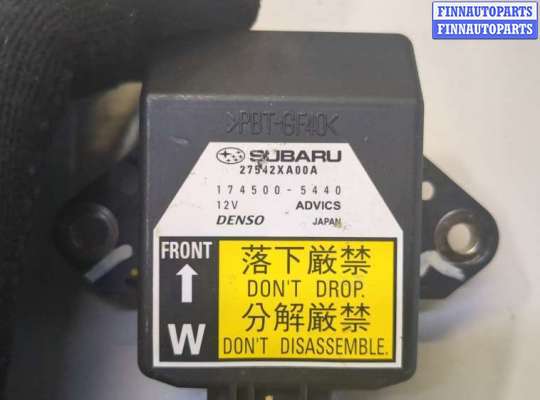 FINNAUTOPARTS
FINNAUTOPARTS
>PBT-GF40<
SUBARU
27542XA00A
174500-5440
12V ADVICS
DENSO JAPAN
FRONT
W
落下厳禁
DON'T DROP.
分解厳禁
DON'T DISASSEMBLE.